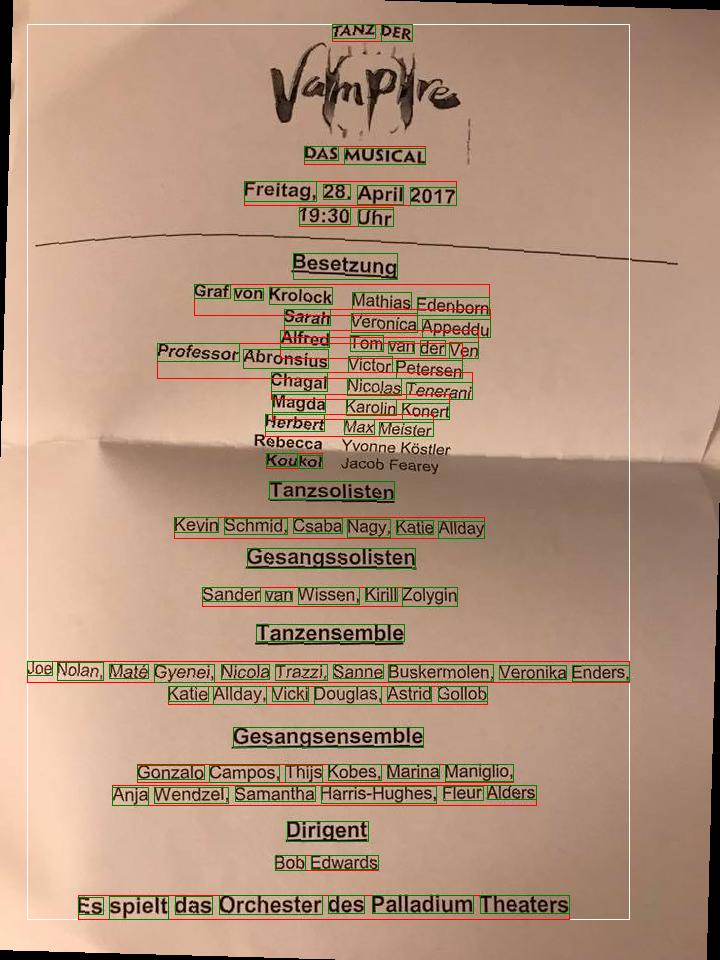 TANZ DER
Vampire
DAS MUSICAL
Freitag, 28. April 2017
19:30 Uhr
Besetzung
Graf von Krolock Mathias Edenborn
Sarah Veronica Appeddu
Alfred Tom van der Ven
Professor Abronsius Victor Petersen
Chagal Nicolas Tenerani
Magda Karolin Konert
Herbert Max Meister
Rebecca Yvonne Köstler
Koukol Jacob Fearey
Tanzsolisten
Kevin Schmid, Csaba Nagy, Katie Allday
Gesangssolisten
Sander van Wissen, Kirill Zolygin
Tanzensemble
Joe Nolan, Maté Gyenei, Nicola Trazzi, Sanne Buskermolen, Veronika Enders,
Katie Allday, Vicki Douglas, Astrid Gollob
Gesangsensemble
Gonzalo Campos, Thijs Kobes, Marina Maniglio,
Anja Wendzel, Samantha Harris-Hughes, Fleur Alders
Dirigent
Bob Edwards
Es spielt das Orchester des Palladium Theaters